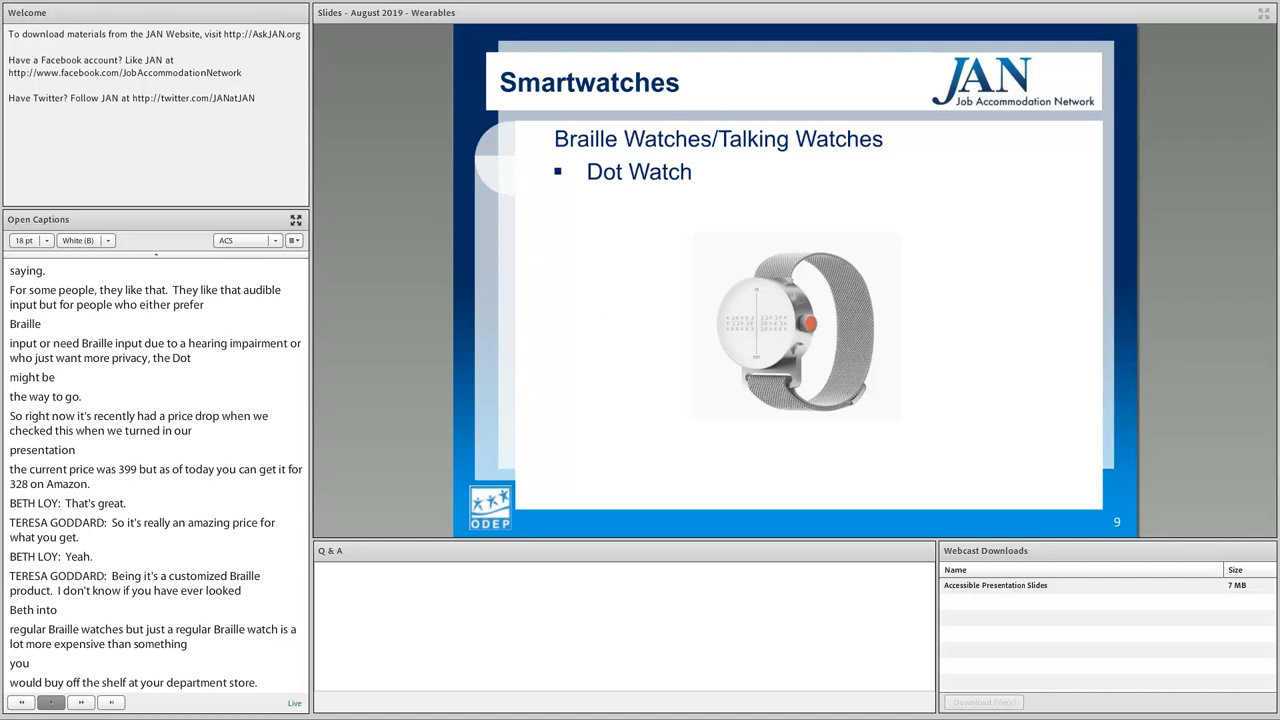 Welcome
To download materials from the JAN Website, visit http://AskJAN.org
Have a Facebook account? Like JAN at
http://www.facebook.com/JobAccommodationNetwork
Have Twitter? Follow JAN at http://twitter.com/JANatJAN
Open Captions
18 pt
White (B)
ACS
saying.
For some people, they like that.  They like that audible
input but for people who either prefer
Braille
input or need Braille input due to a hearing impairment or
who just want more privacy, the Dot
might be
the way to go.
So right now it's recently had a price drop when we
checked this when we turned in our
presentation
the current price was 399 but as of today you can get it for
328 on Amazon.
BETH LOY:  That's great.
TERESA GODDARD:  So it's really an amazing price for
what you get.
BETH LOY:  Yeah.
TERESA GODDARD:  Being it's a customized Braille
product.  I don't know if you have ever looked
Beth into
regular Braille watches but just a regular Braille watch is a
lot more expensive than something
you
would buy off the shelf at your department store.
Live
Slides - August 2019 - Wearables
Smartwatches
JAN
Job Accommodation Network
Braille Watches/Talking Watches
▪ Dot Watch
ODEP
9
Q & A
Webcast Downloads
Name
Size
Accessible Presentation Slides
7 MB
Download File(s)